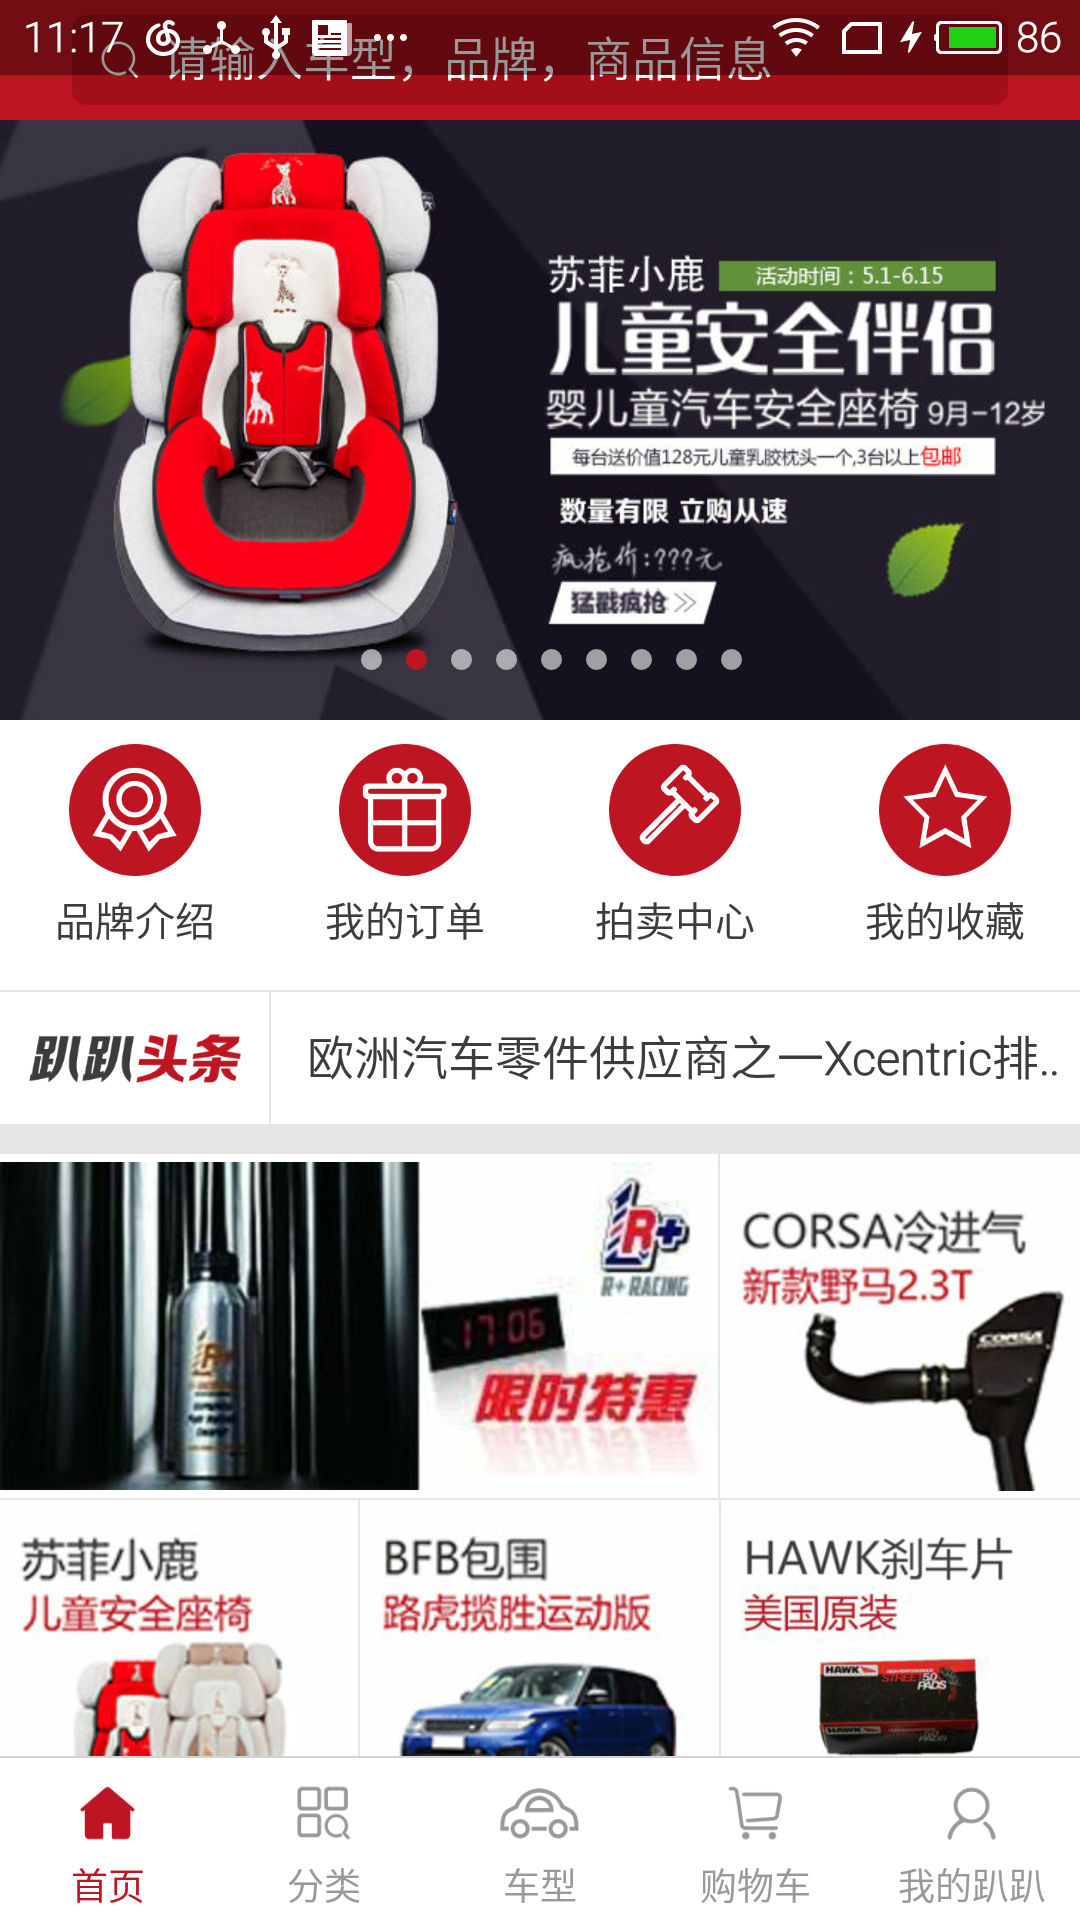 11:17
86
请输入车型，品牌，商品信息
苏菲小鹿 活动时间：5.1-6.15
儿童安全伴侣
婴儿童汽车安全座椅 9月-12岁
每台送价值128元儿童乳胶枕头一个,3台以上包邮
数量有限 立购从速
疯抢价:???元
猛戳疯抢
品牌介绍 我的订单 拍卖中心 我的收藏
趴趴头条 欧洲汽车零件供应商之一Xcentric排..
R+
R+RACING
17:06
限时特惠
CORSA冷进气
新款野马2.3T
CORSA
苏菲小鹿
儿童安全座椅
BFB包围
路虎揽胜运动版
HAWK刹车片
美国原装
HAWK
PADS
HAWK
首页 分类 车型 购物车 我的趴趴